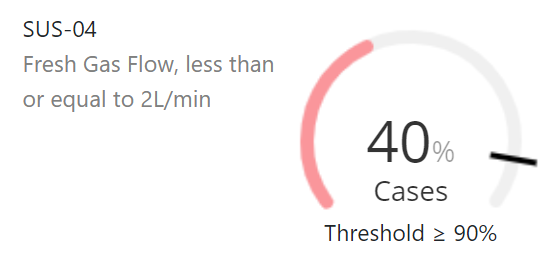 SUS-04
Fresh Gas Flow, less than
or equal to 2L/min
40%
Cases
Threshold ≥ 90%